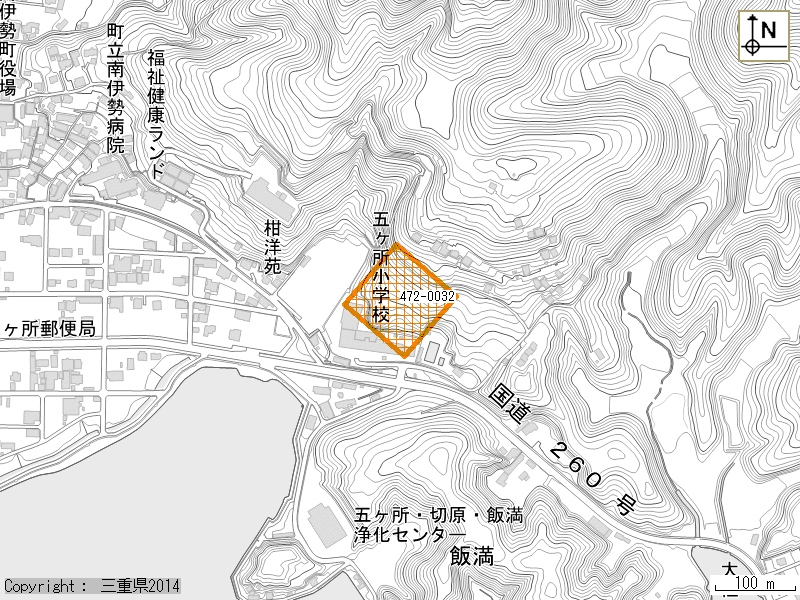 伊勢町役場
町立南伊勢病院
福祉健康ランド
N
柑洋苑
五ヶ所小学校
472-0032
ヶ所郵便局
国道 260号
五ヶ所・切原・飯満
浄化センター
飯満
大
100 m
Copyright : 三重県2014